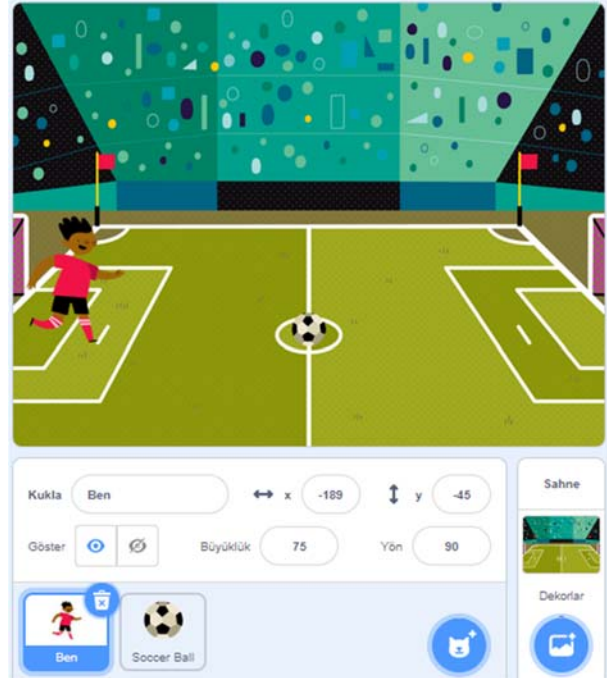 Kukla Ben x -189 y -45
Göster Büyüklük 75 Yön 90
Ben
Soccer Ball
Sahne
Dekorlar